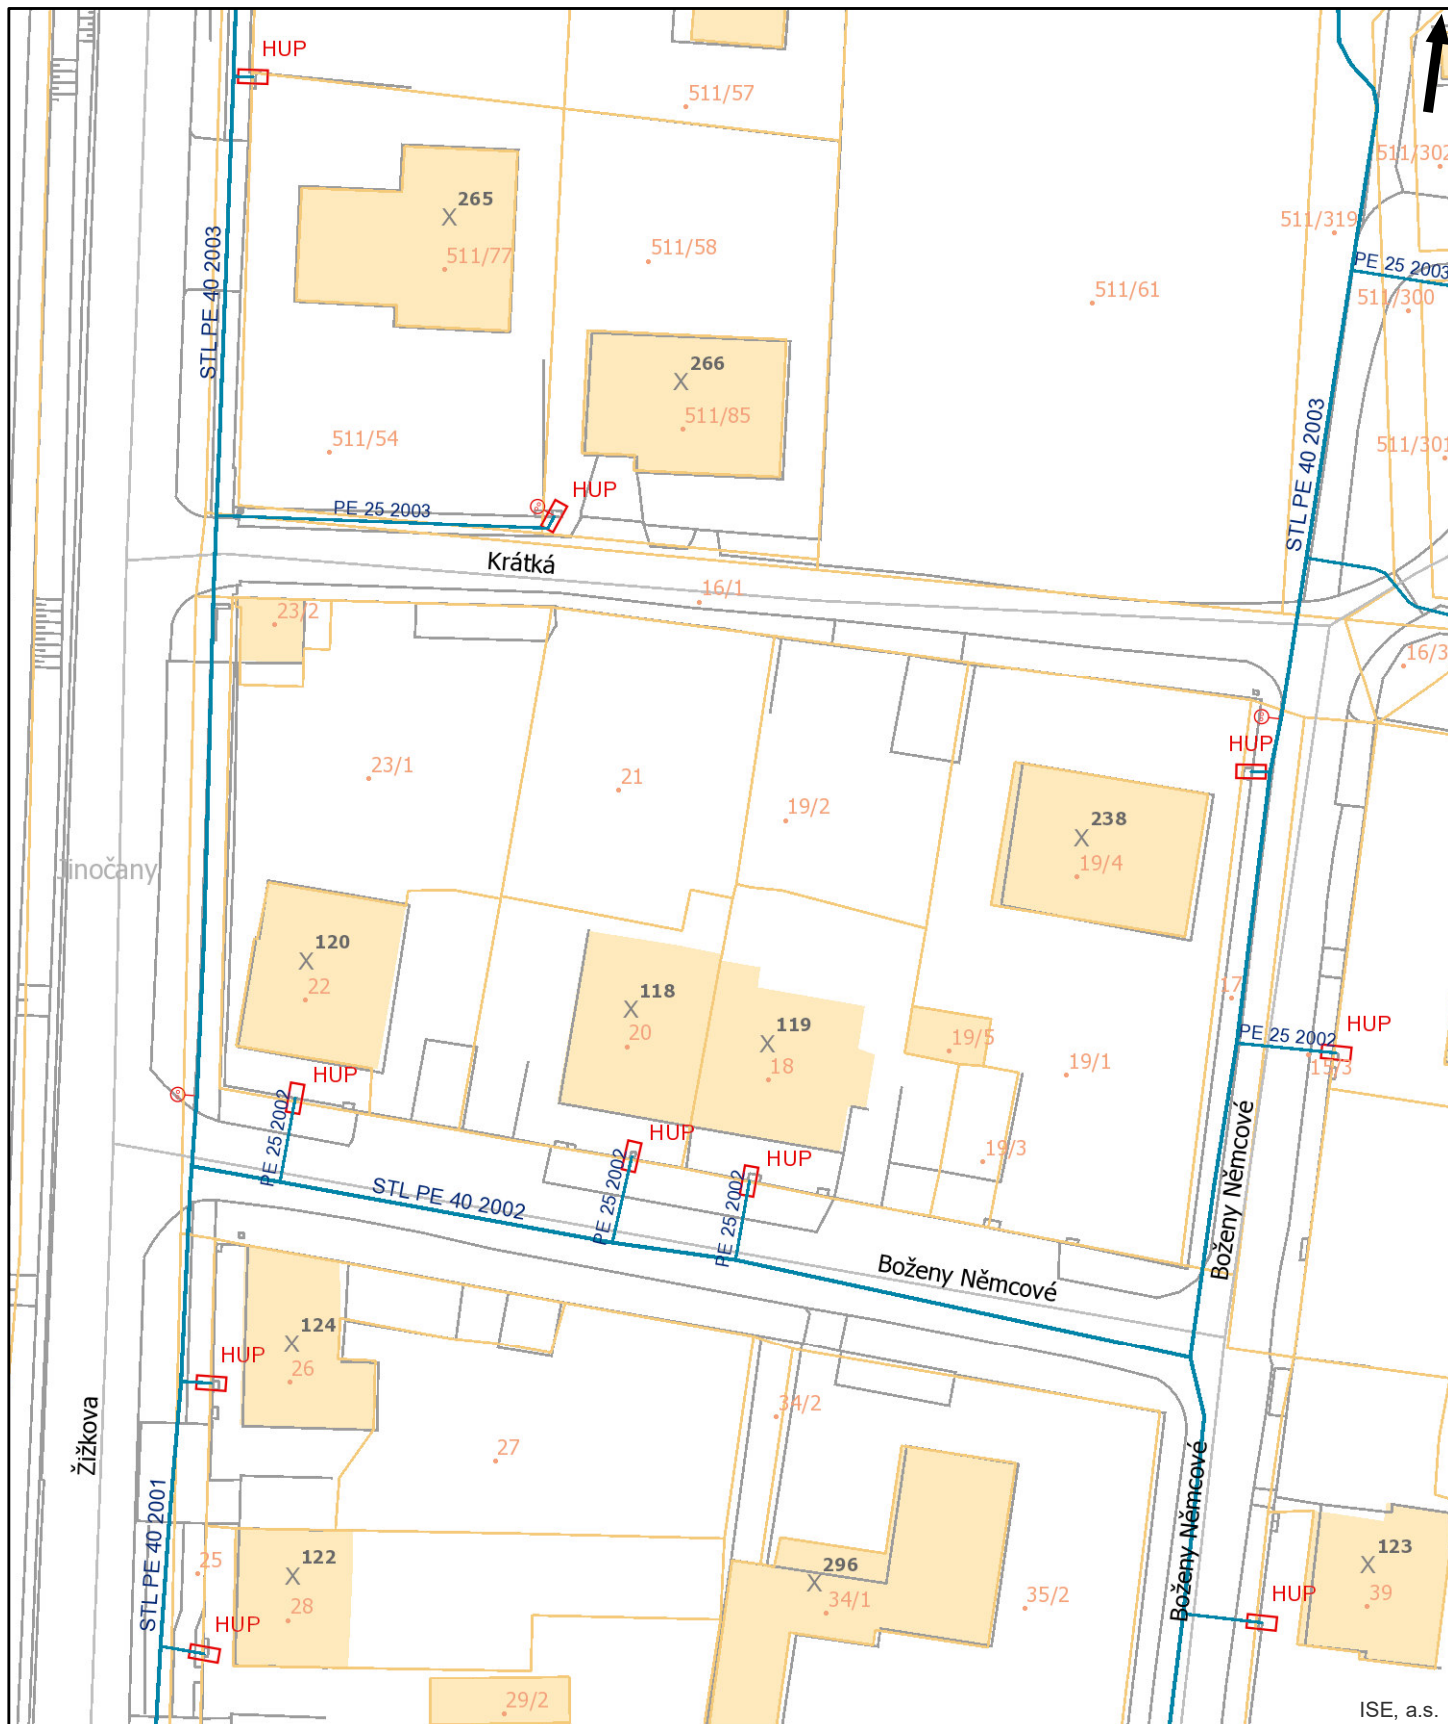 HUP
511/57
511/302
265
511/319
STL PE 40 2003
511/77
511/58
PE 25 2003
511/61
511/300
266
511/85
STL PE 40 2003
511/54
511/301
HUP
PE 25 2003
Krátká
16/1
23/2
16/3
HUP
23/1
21
19/2
238
19/4
Jinočany
120
22
118
20
119
18
17
19/5
PE 25 2002
HUP
15/3
19/1
HUP
PE 25 2002
HUP
PE 25 2002
HUP
PE 25 2002
19/3
Boženy Němcové
STL PE 40 2002
Boženy Němcové
124
26
HUP
34/2
27
Žižkova
Boženy Němcové
STL PE 40 2001
25
122
28
HUP
296
34/1
35/2
HUP
123
39
29/2
ISE, a.s.